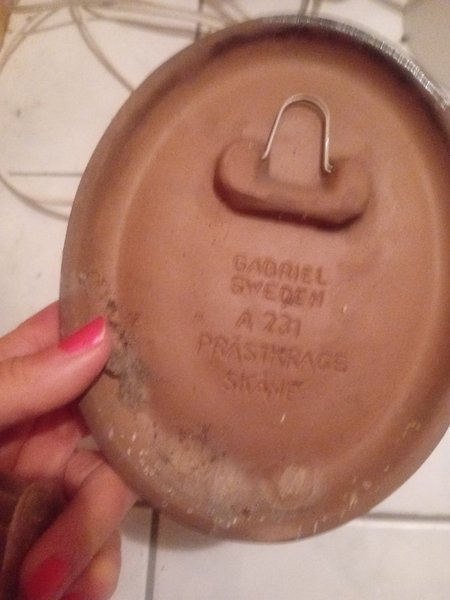 GABRIEL
SWEDEN
A 231
PRÄSTKRAGE
SKÅNE